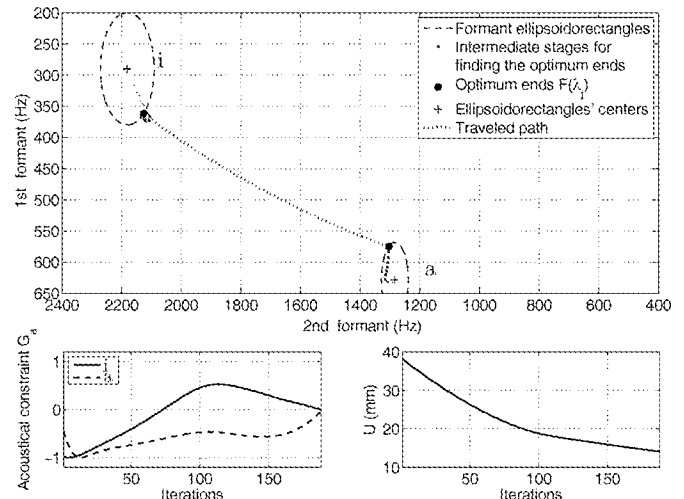 200
250
300
350
400
450
500
550
600
650
1st formant (Hz)
i
a
Formant ellipsoidorectangles
Intermediate stages for
finding the optimum ends
Optimum ends F(λj)
Ellipsoidorectangles' centers
Traveled path
2400 2200 2000 1800 1600 1400 1200 1000 800 600 400
2nd formant (Hz)
Acoustical constraint Ga
1
0
-1
i
a
50 100 150
Iterations
U (mm)
40
30
20
10
50 100 150
Iterations